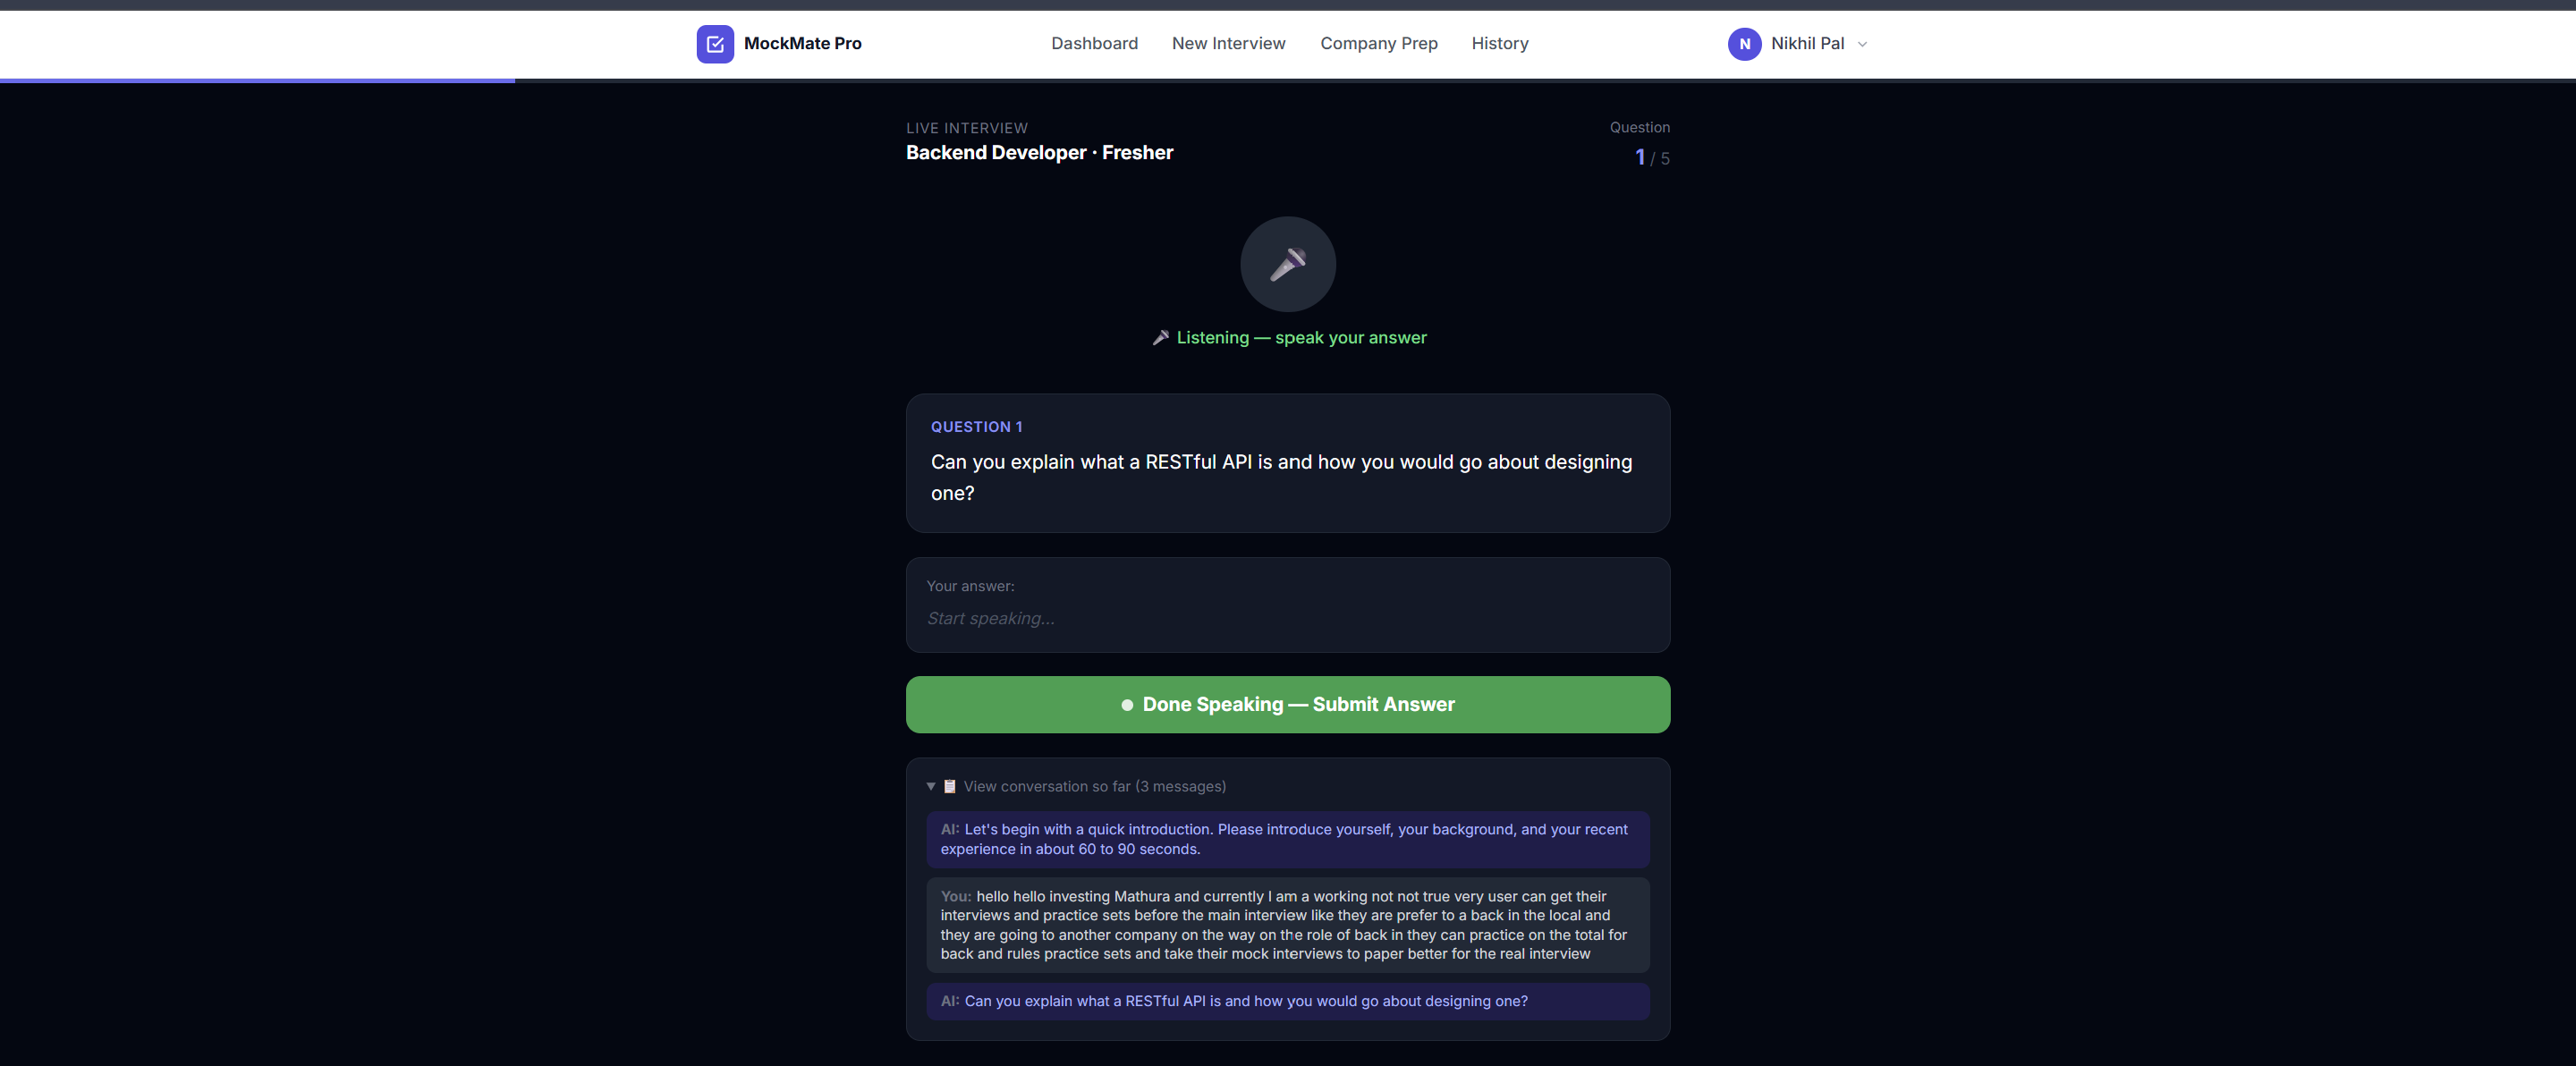 MockMate Pro
Dashboard
New Interview
Company Prep
History
N
Nikhil Pal
LIVE INTERVIEW
Question
Backend Developer · Fresher
1 / 5
Listening — speak your answer
QUESTION 1
Can you explain what a RESTful API is and how you would go about designing
one?
Your answer:
Start speaking...
Done Speaking — Submit Answer
View conversation so far (3 messages)
AI: Let's begin with a quick introduction. Please introduce yourself, your background, and your recent
experience in about 60 to 90 seconds.
You: hello hello investing Mathura and currently I am a working not not true very user can get their
interviews and practice sets before the main interview like they are prefer to a back in the local and
they are going to another company on the way on the role of back in they can practice on the total for
back and rules practice sets and take their mock interviews to paper better for the real interview
AI: Can you explain what a RESTful API is and how you would go about designing one?